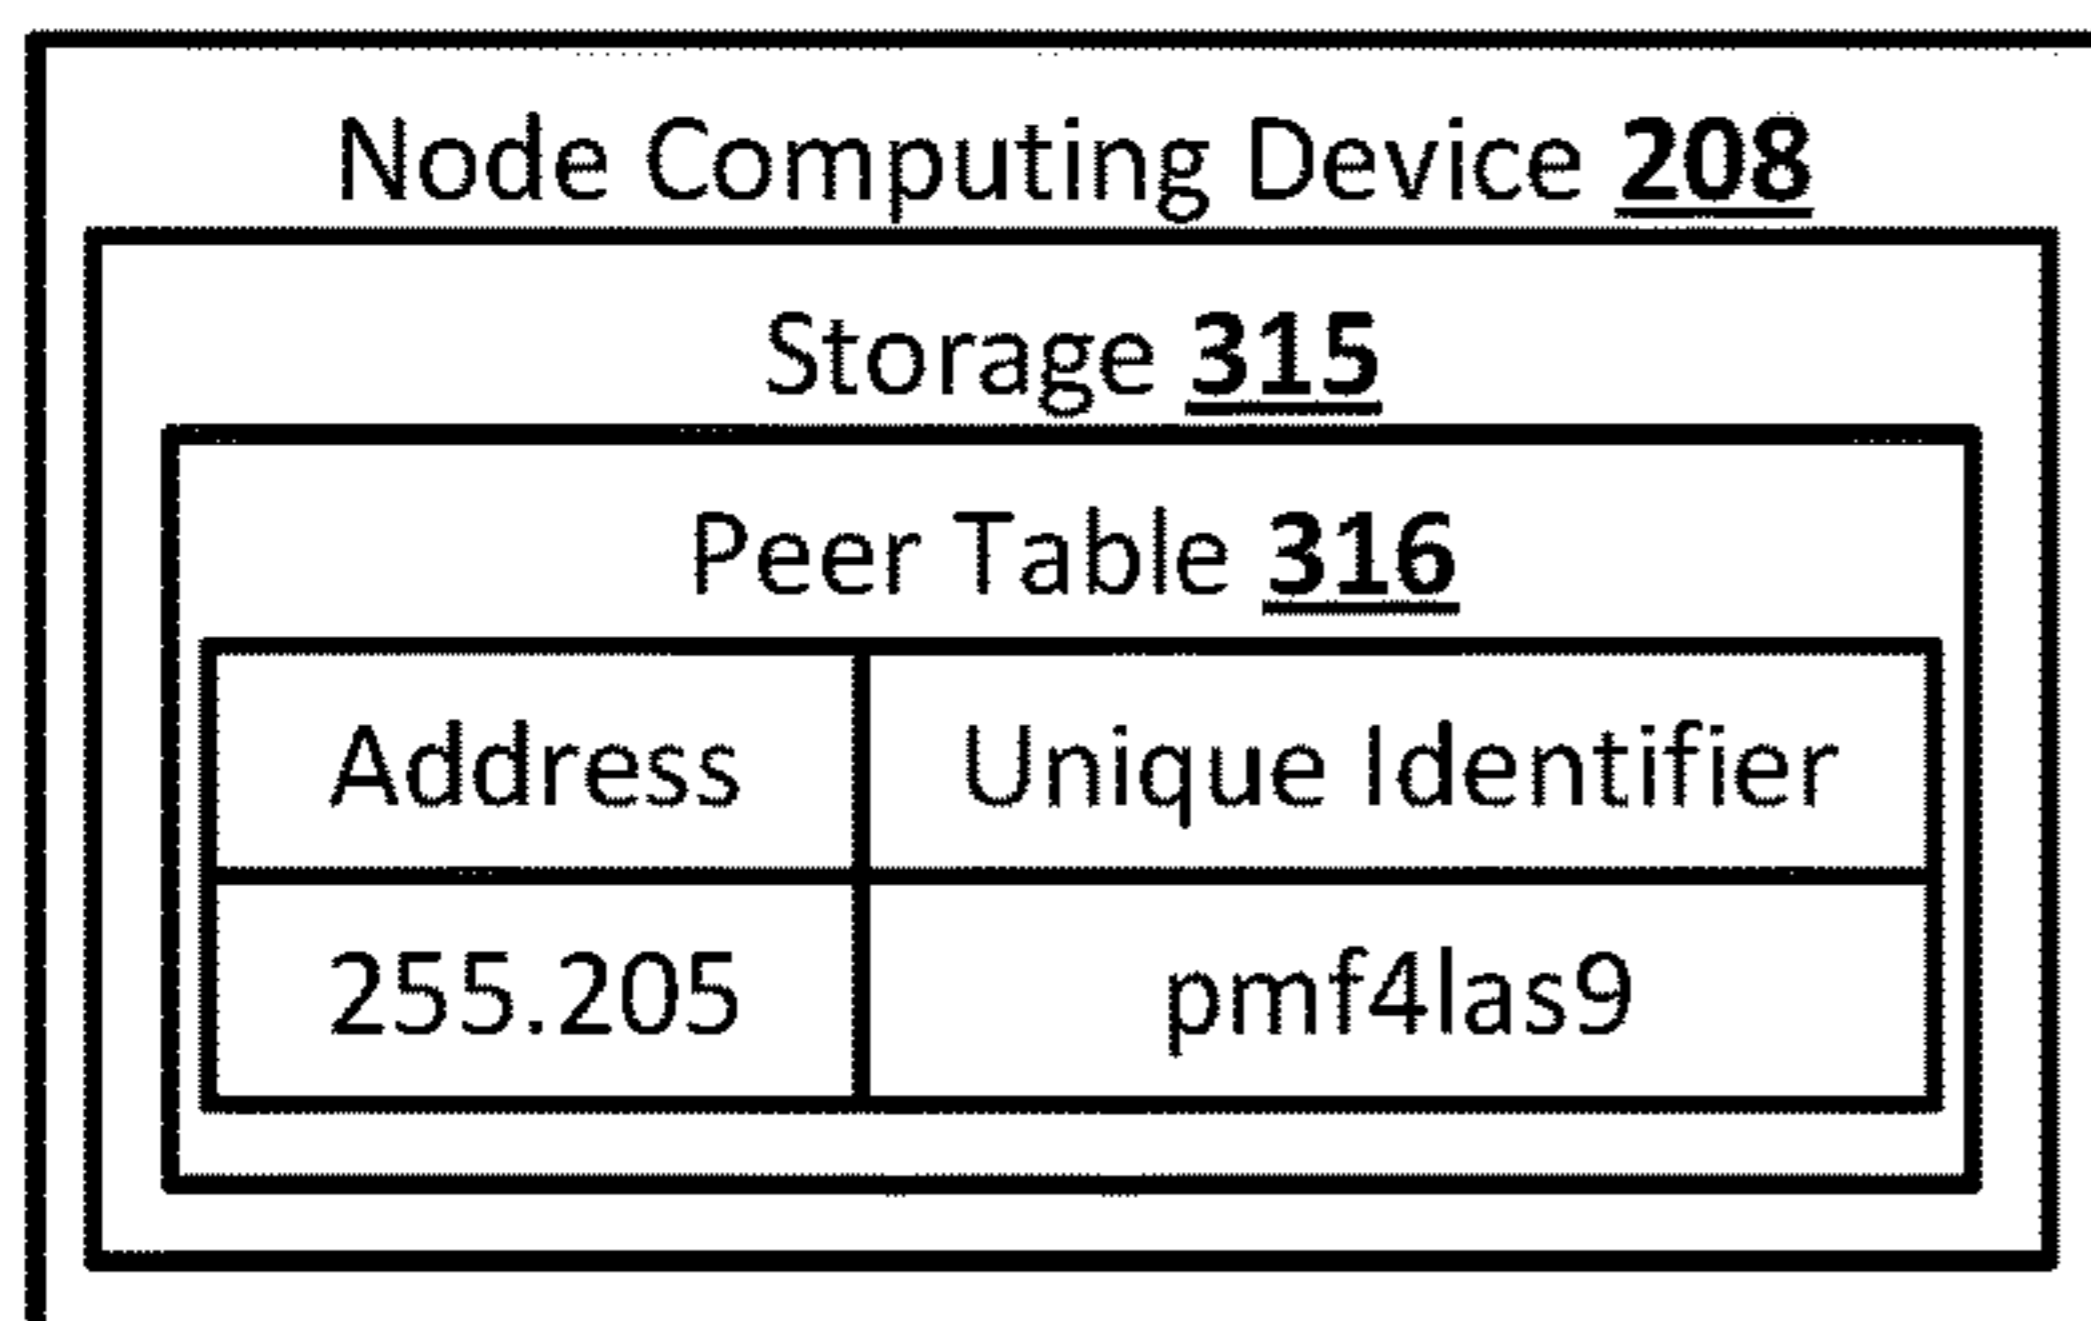 Node Computing Device 208
Storage 315
Peer Table 316
Address Unique Identifier
255.205 pmf4las9